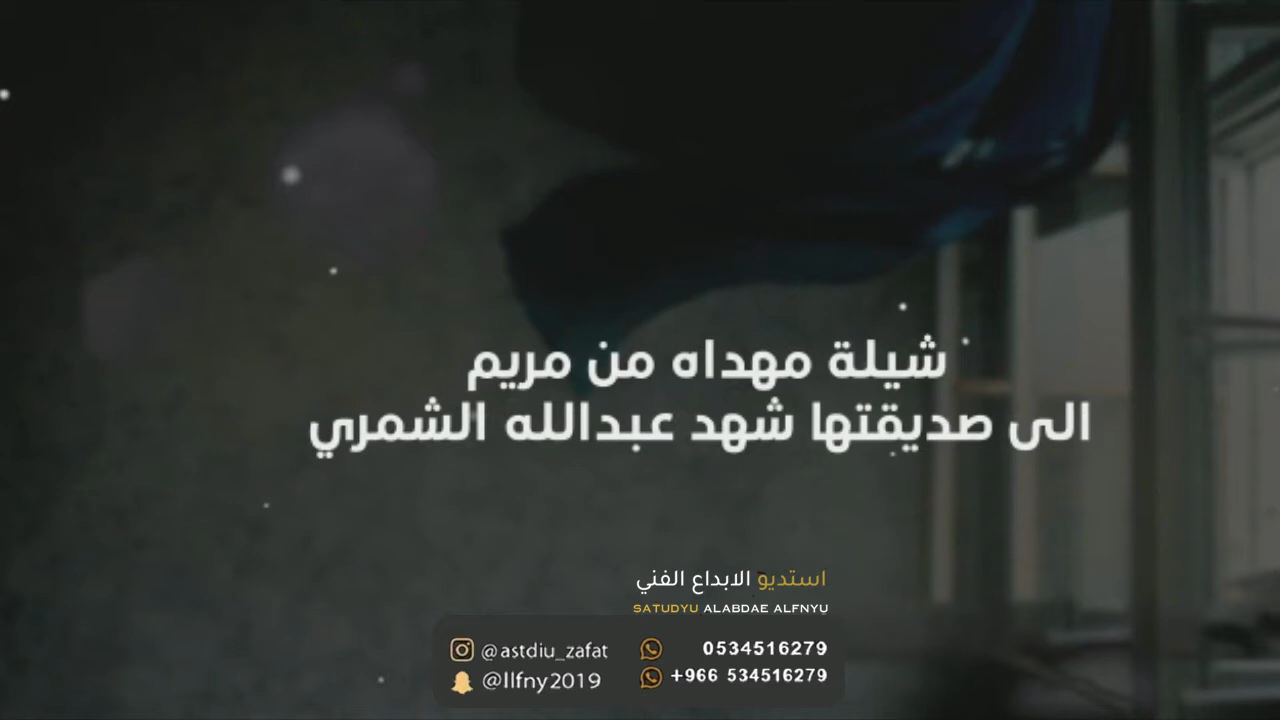 شيلة مهداه من مريم
الى صديقتها شهد عبدالله الشمري
استديو الابداع الفني
SATUDYU ALABDAE ALFNYU
@astdiu_zafat
0534516279
@llfny2019
+966 534516279